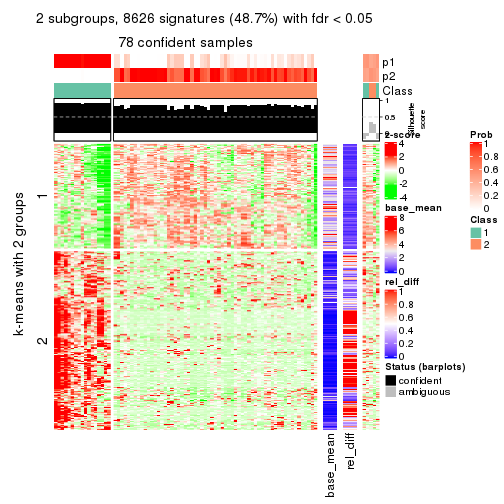 2 subgroups, 8626 signatures (48.7%) with fdr < 0.05
78 confident samples
p1
p2
Class
1
0.5
0
Silhouette
score
k-means with 2 groups
1
2
base_mean
rel_diff
z-score
4
2
0
-2
-4
base_mean
8
6
4
2
0
rel_diff
1
0.8
0.6
0.4
0.2
0
Status (barplots)
confident
ambiguous
Prob
1
0.8
0.6
0.4
0.2
0
Class
1
2